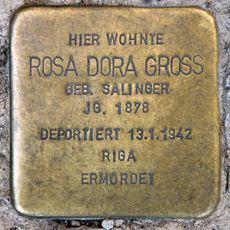 HIER WOHNTE
ROSA DORA GROSS
GEB. SALINGER
JG. 1878
DEPORTIERT 13.1.1942
RIGA
ERMORDET